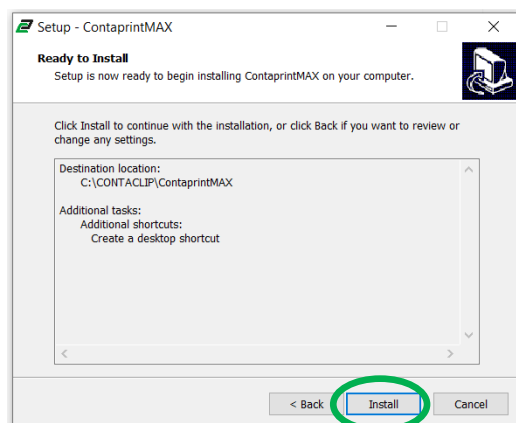 Setup - ContaprintMAX
Ready to Install
Setup is now ready to begin installing ContaprintMAX on your computer.
Click Install to continue with the installation, or click Back if you want to review or
change any settings.
Destination location:
C:\CONTACLIP\ContaprintMAX
Additional tasks:
Additional shortcuts:
Create a desktop shortcut
< Back
Install
Cancel